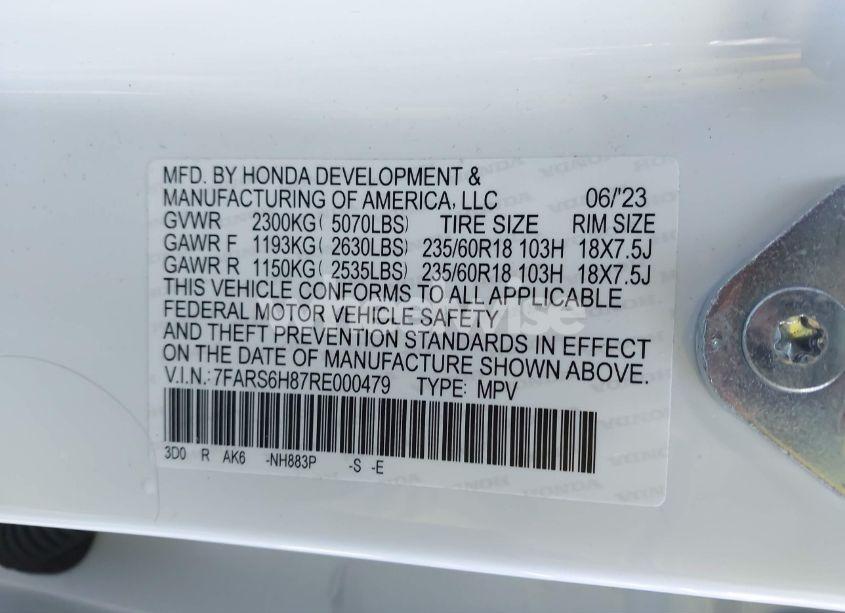 MFD. BY HONDA DEVELOPMENT &
MANUFACTURING OF AMERICA, LLC 06/'23
GVWR 2300KG ( 5070LBS) TIRE SIZE RIM SIZE
GAWR F 1193KG ( 2630LBS) 235/60R18 103H 18X7.5J
GAWR R 1150KG ( 2535LBS) 235/60R18 103H 18X7.5J
THIS VEHICLE CONFORMS TO ALL APPLICABLE
FEDERAL MOTOR VEHICLE SAFETY
AND THEFT PREVENTION STANDARDS IN EFFECT
ON THE DATE OF MANUFACTURE SHOWN ABOVE.
V.I.N.: 7FARS6H87RE000479 TYPE: MPV
3D0 R AK6 -NH883P -S -E